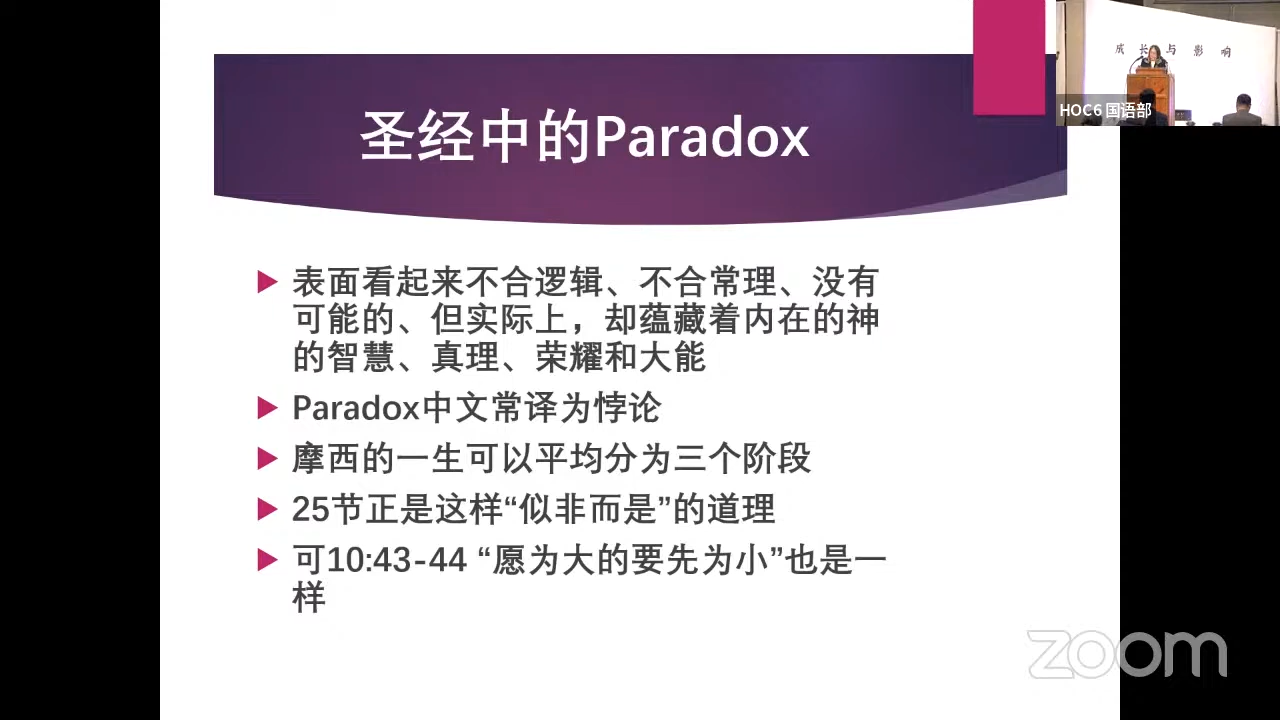 圣经中的Paradox
成长与影响
HOC6 国语部
表面看起来不合逻辑、不合常理、没有
可能的、但实际上，却蕴藏着内在的神
的智慧、真理、荣耀和大能
Paradox中文常译为悖论
摩西的一生可以平均分为三个阶段
25节正是这样“似非而是”的道理
可10:43-44 “愿为大的要先为小”也是一
样
zoom